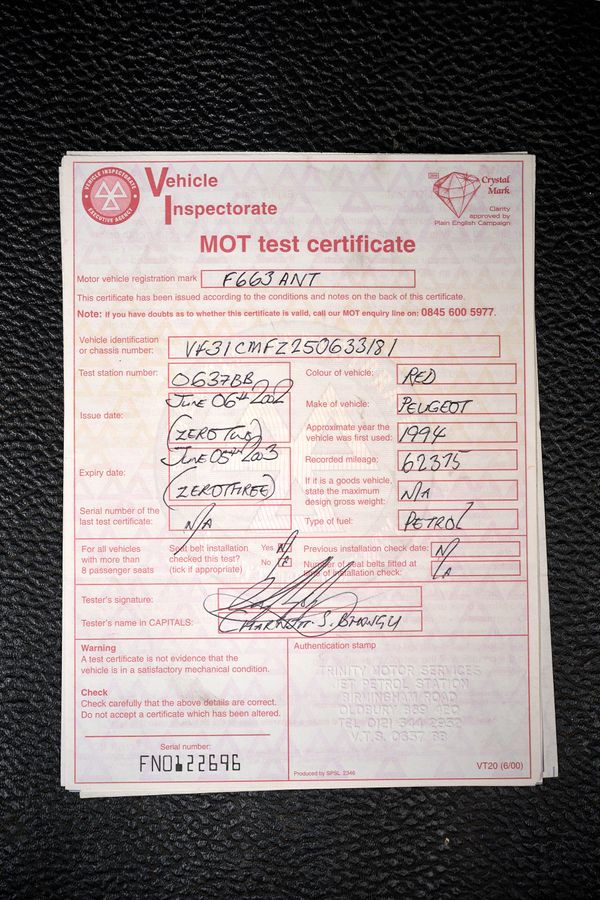 VEHICLE INSPECTORATE
EXECUTIVE AGENCY
Vehicle
Inspectorate
Crystal
Mark
Clarity
approved by
Plain English Campaign
MOT test certificate
Motor vehicle registration mark F663 ANT
This certificate has been issued according to the conditions and notes on the back of this certificate.
Note: If you have doubts as to whether this certificate is valid, call our MOT enquiry line on: 0845 600 5977.
Vehicle identification
or chassis number: VF31CMFZ250633181
Test station number: 0637BB
Colour of vehicle: RED
Issue date: JUNE 06TH 2002
(ZERO TWO)
Make of vehicle: PEUGEOT
Approximate year the
vehicle was first used: 1994
Expiry date: JUNE 05TH 2003
(ZERO THREE)
Recorded mileage: 62375
If it is a goods vehicle,
state the maximum
design gross weight: N/A
Serial number of the
last test certificate: N/A
Type of fuel: PETROL
For all vehicles
with more than
8 passenger seats
Seat belt installation
checked this test?
(tick if appropriate)
Yes
No
N/A
Previous installation check date: N/A
Number of seat belts fitted at
time of installation check:
Tester's signature:
Tester's name in CAPITALS: S. BHONGU
Warning
A test certificate is not evidence that the
vehicle is in a satisfactory mechanical condition.
Check
Check carefully that the above details are correct.
Do not accept a certificate which has been altered.
Serial number:
FN0122696
Authentication stamp
TRINITY MOTOR SERVICES
JET PETROL STATION
BIRMINGHAM ROAD
OLDBURY B69 4EQ
TEL 0121 544 2952
V.T.S. 0637 BB
Produced by SPSL 2346
VT20 (6/00)